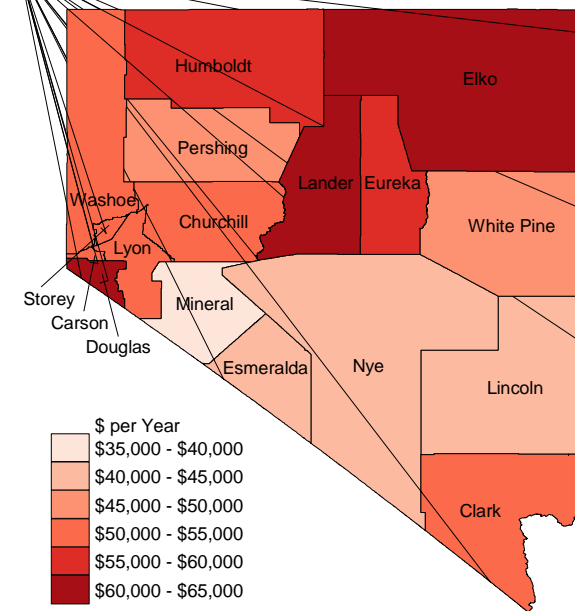 Humboldt
Elko
Pershing
Lander
Eureka
Washoe
Churchill
White Pine
Lyon
Storey
Mineral
Carson
Douglas
Esmeralda
Nye
Lincoln
$ per Year
$35,000 - $40,000
$40,000 - $45,000
$45,000 - $50,000
$50,000 - $55,000
$55,000 - $60,000
$60,000 - $65,000
Clark